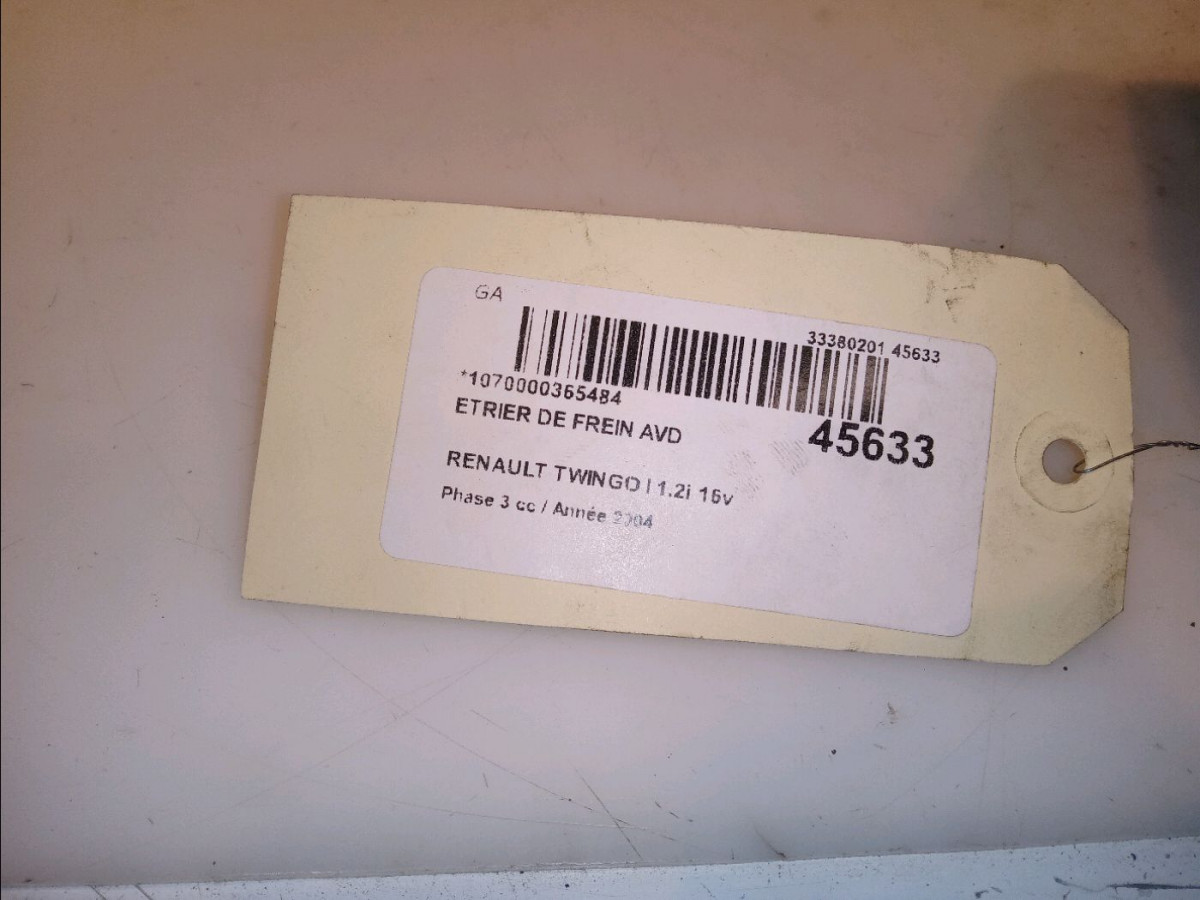 GA
33380201 45633
*1070000365484
45633
ETRIER DE FREIN AVD
RENAULT TWINGO I 1.2i 16v
Phase 3 cc / Année 2004